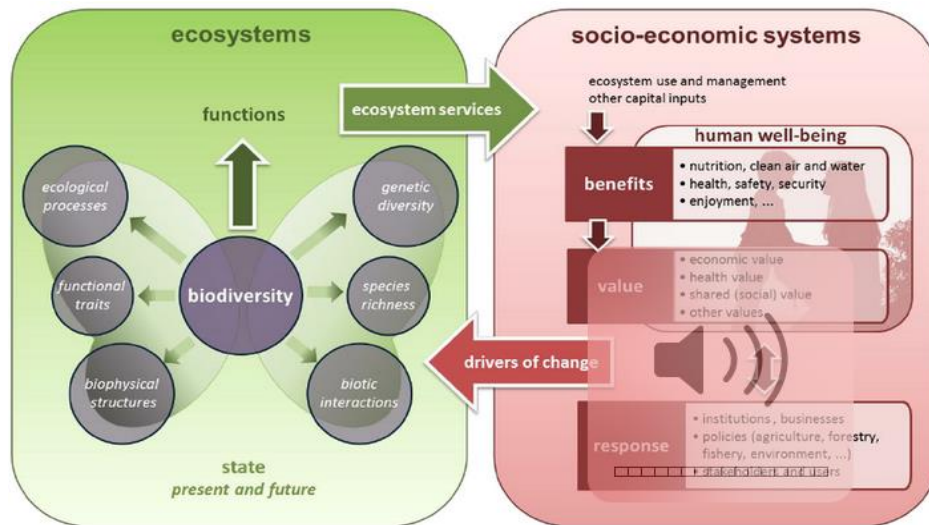 ecosystems
functions
ecological
processes
genetic
diversity
functional
traits
biodiversity
species
richness
biophysical
structures
biotic
interactions
state
present and future
ecosystem services
drivers of change
socio-economic systems
ecosystem use and management
other capital inputs
human well-being
benefits
• nutrition, clean air and water
• health, safety, security
• enjoyment, ...
value
• economic value
• health value
• shared (social) value
• other values
response
• institutions, businesses
• policies (agriculture, forestry,
fishery, environment, ...)
• stakeholders and users